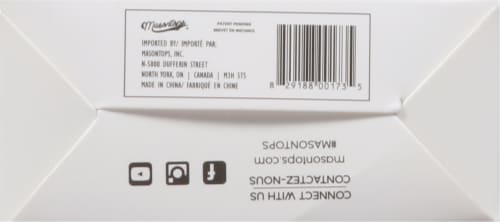 Masontops
IMPORTED BY/ IMPORTÉ PAR:
MASONTOPS, INC.
N-5800 DUFFERIN STREET
NORTH YORK, ON | CANADA | M3H 5T5
MADE IN CHINA/ FABRIQUÉ EN CHINE
PATENT PENDING
BREVET EN INSTANCE
8 29188 00173 5
CONNECT WITH US
CONTACTEZ-NOUS
masontops.com
#MASONTOPS